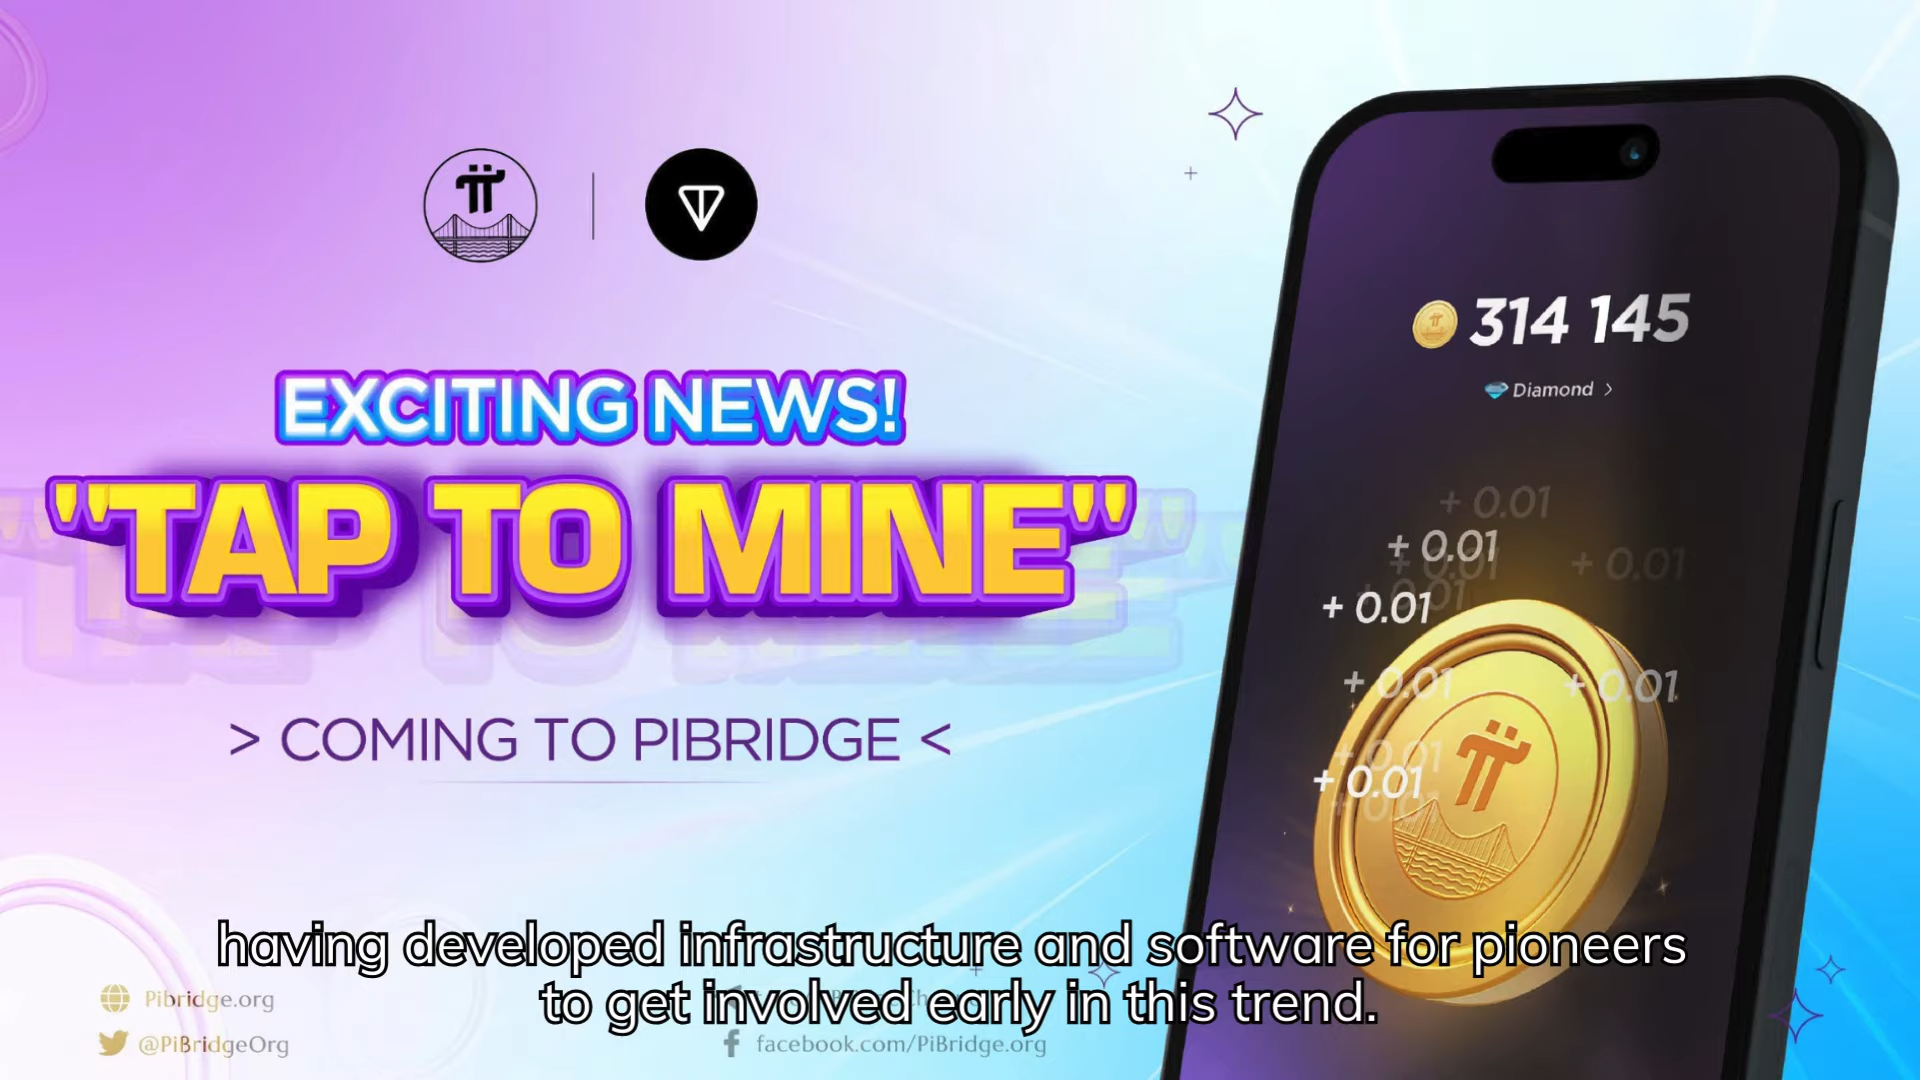 EXCITING NEWS!
"TAP TO MINE"
> COMING TO PIBRIDGE <
314 145
Diamond >
+ 0.01
+ 0.01
+ 0.01
+ 0.01
+ 0.01
+ 0.01
+ 0.01
+ 0.01
having developed infrastructure and software for pioneers
to get involved early in this trend.
Pibridge.org
@PiBridgeOrg
facebook.com/PiBridge.org